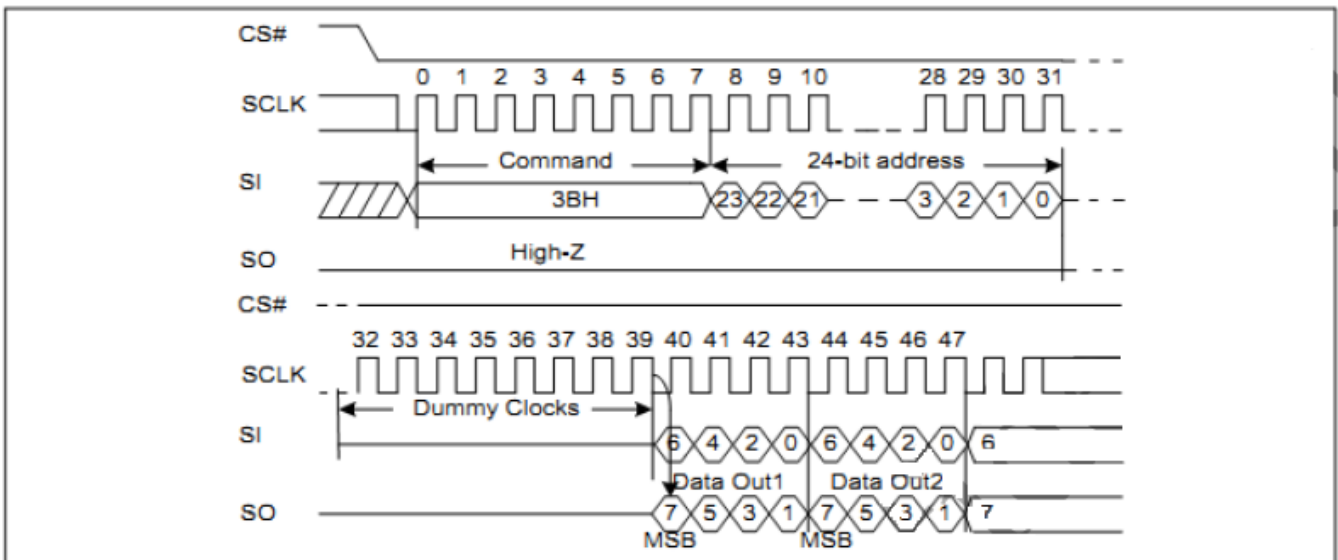 CS#
0 1 2 3 4 5 6 7 8 9 10 28 29 30 31
SCLK
Command 24-bit address
SI 3BH 23 22 21 3 2 1 0
SO High-Z
CS#
32 33 34 35 36 37 38 39 40 41 42 43 44 45 46 47
SCLK
Dummy Clocks
SI 6 4 2 0 6 4 2 0 6
Data Out1 Data Out2
SO 7 5 3 1 7 5 3 1 7
MSB MSB